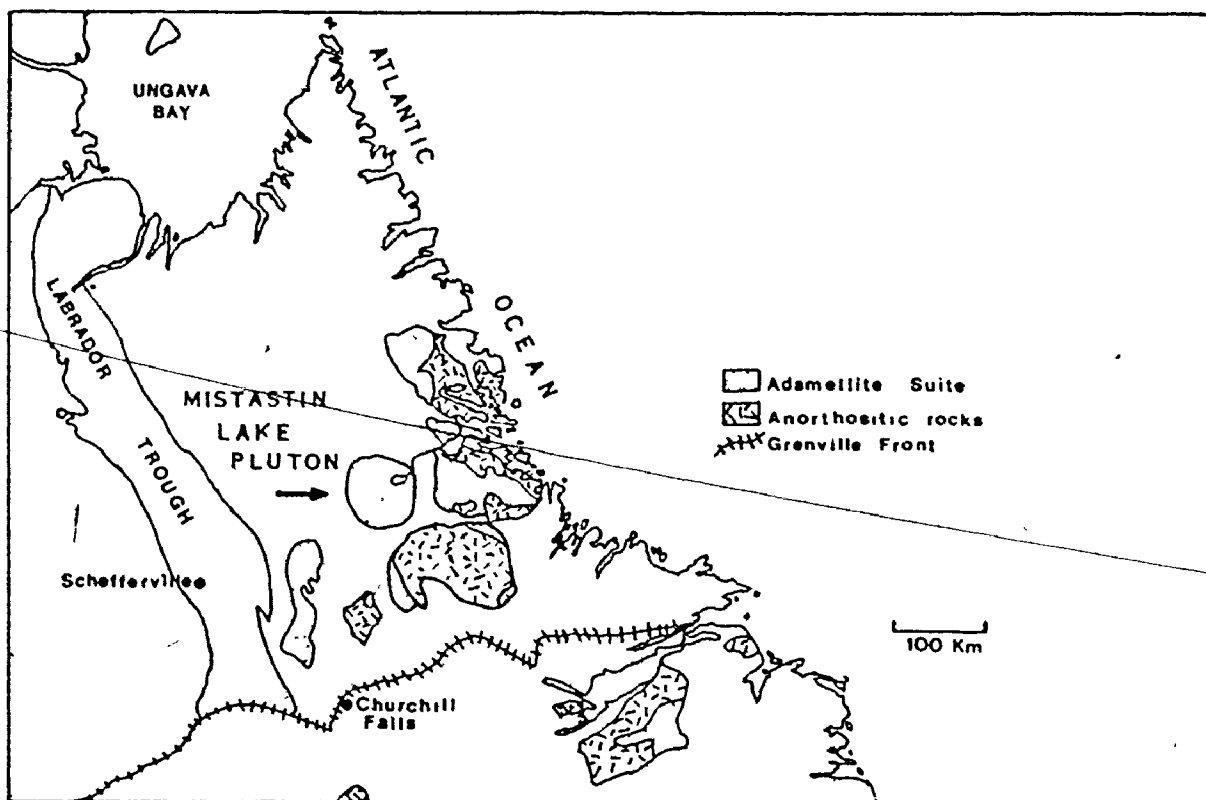 UNGAVA
BAY
ATLANTIC
OCEAN
LABRADOR
TROUGH
MISTASTIN
LAKE
PLUTON
Adamellite Suite
Anorthositic rocks
Grenville Front
Schefferville
100 Km
Churchill
Falls